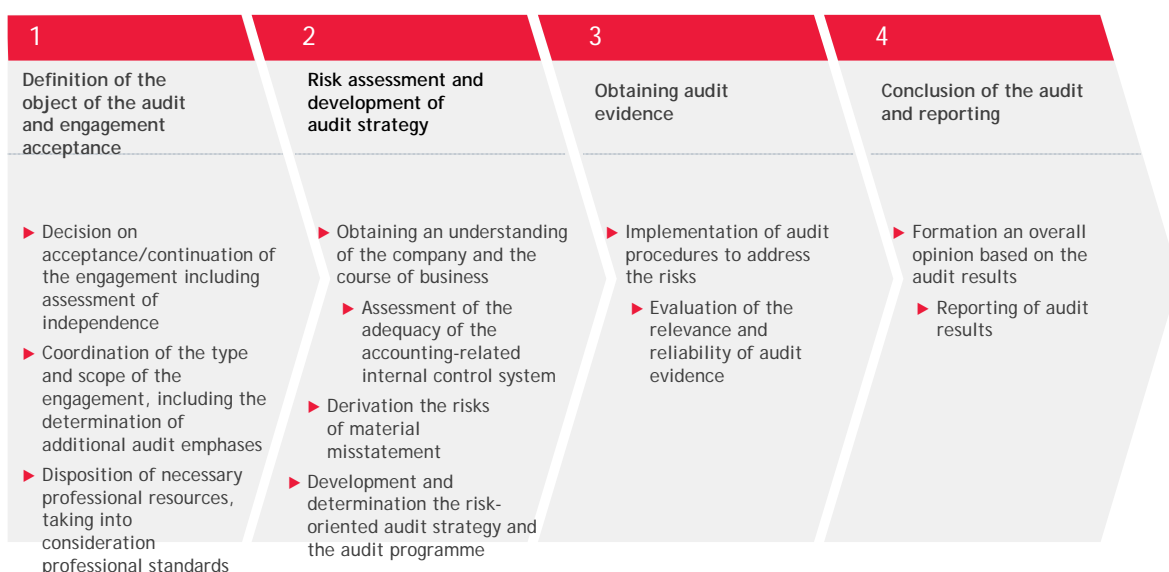 1
Definition of the
object of the audit
and engagement
acceptance
▶ Decision on
acceptance/continuation of
the engagement including
assessment of
independence
▶ Coordination of the type
and scope of the
engagement, including the
determination of
additional audit emphases
▶ Disposition of necessary
professional resources,
taking into
consideration
professional standards
2
Risk assessment and
development of
audit strategy
▶ Obtaining an understanding
of the company and the
course of business
▶ Assessment of the
adequacy of the
accounting-related
internal control system
▶ Derivation the risks
of material
misstatement
▶ Development and
determination the risk-
oriented audit strategy and
the audit programme
3
Obtaining audit
evidence
▶ Implementation of audit
procedures to address
the risks
▶ Evaluation of the
relevance and
reliability of audit
evidence
4
Conclusion of the audit
and reporting
▶ Formation an overall
opinion based on the
audit results
▶ Reporting of audit
results